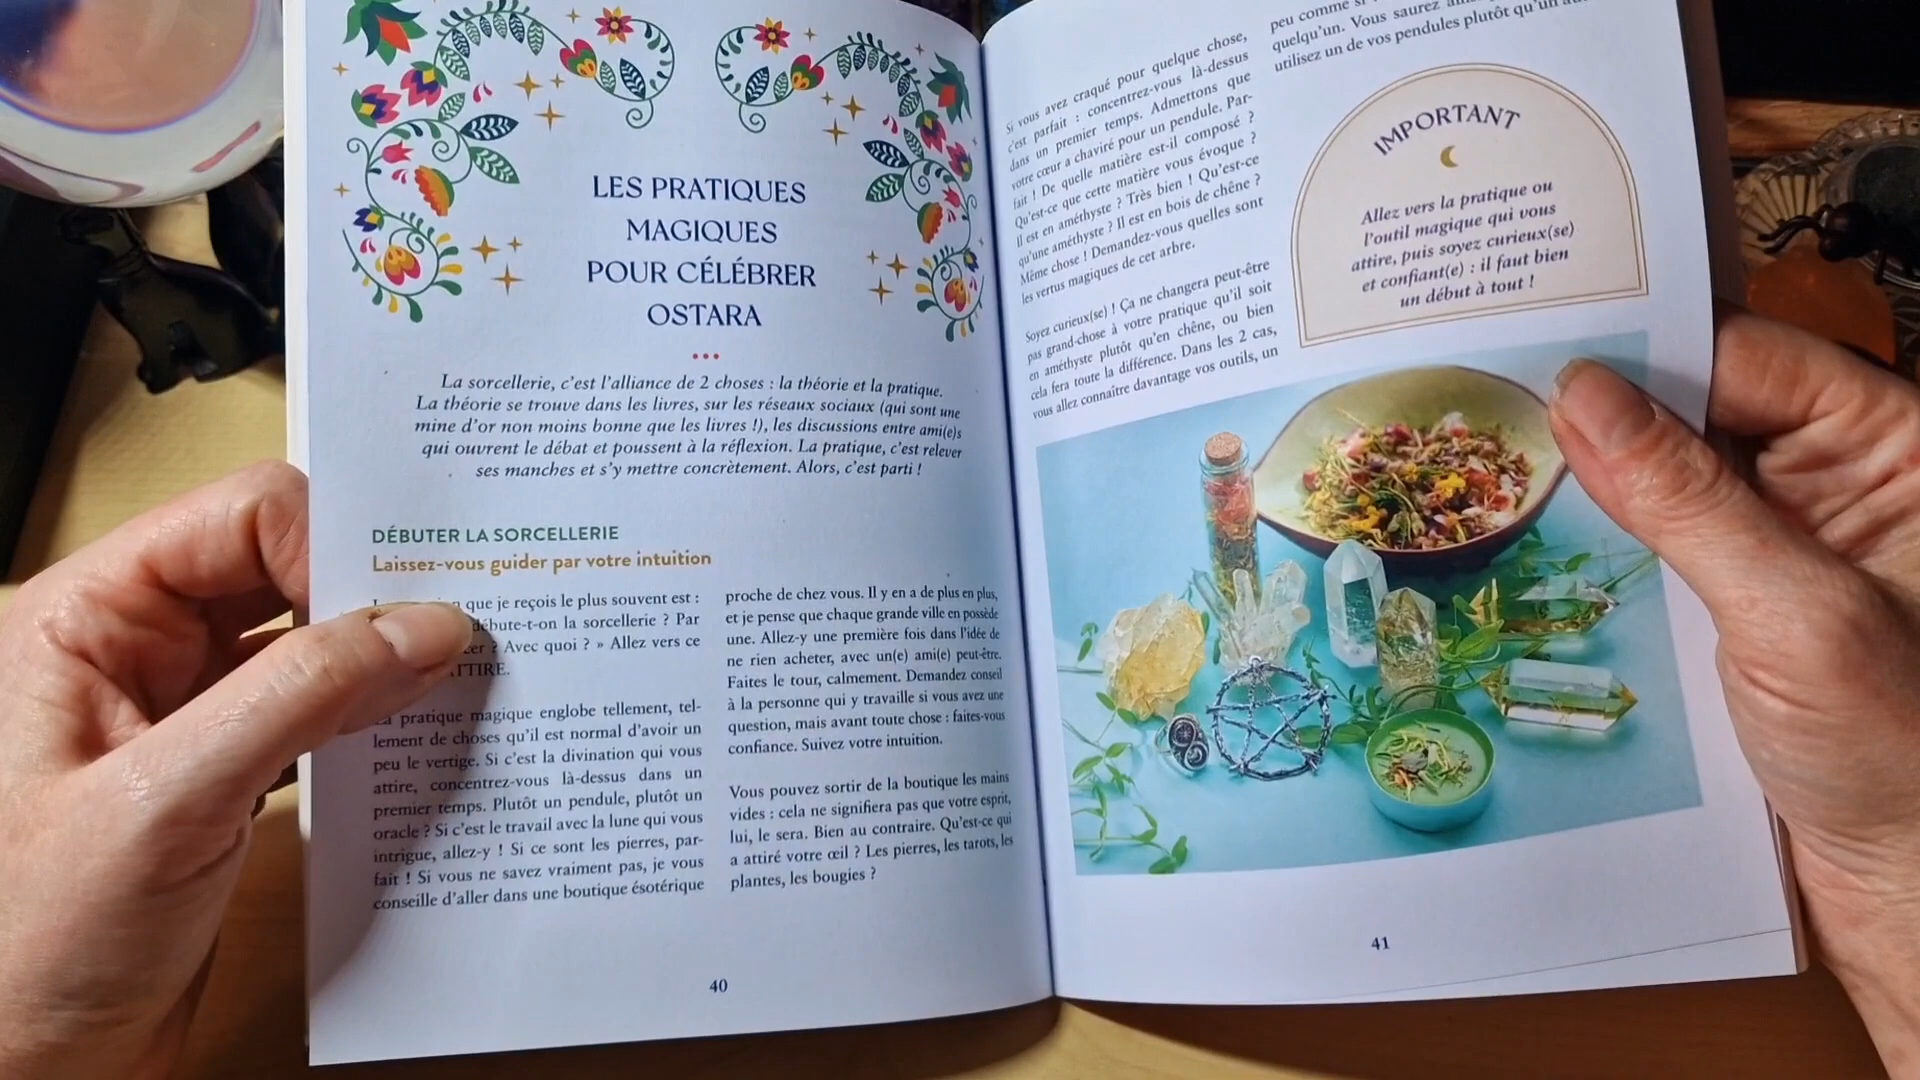 LES PRATIQUES
MAGIQUES
POUR CÉLÉBRER
OSTARA
La sorcellerie, c'est l'alliance de 2 choses : la théorie et la pratique.
La théorie se trouve dans les livres, sur les réseaux sociaux (qui sont une
mine d'or non moins bonne que les livres !), les discussions entre ami(e)s
qui ouvrent le débat et poussent à la réflexion. La pratique, c'est relever
ses manches et s'y mettre concrètement. Alors, c'est parti !
DÉBUTER LA SORCELLERIE
Laissez-vous guider par votre intuition
que je reçois le plus souvent est :
débute-t-on la sorcellerie ? Par
? Avec quoi ? » Allez vers ce
pratique magique englobe tellement, tel-
lement de choses qu'il est normal d'avoir un
peu le vertige. Si c'est la divination qui vous
attire, concentrez-vous là-dessus dans un
premier temps. Plutôt un pendule, plutôt un
oracle ? Si c'est le travail avec la lune qui vous
intrigue, allez-y ! Si ce sont les pierres, par-
fait ! Si vous ne savez vraiment pas, je vous
conseille d'aller dans une boutique ésotérique
proche de chez vous. Il y en a de plus en plus,
et je pense que chaque grande ville en possède
une. Allez-y une première fois dans l'idée de
ne rien acheter, avec un(e) ami(e) peut-être.
Faites le tour, calmement. Demandez conseil
à la personne qui y travaille si vous avez une
question, mais avant toute chose : faites-vous
confiance. Suivez votre intuition.
Vous pouvez sortir de la boutique les mains
vides : cela ne signifiera pas que votre esprit,
lui, le sera. Bien au contraire. Qu'est-ce qui
a attiré votre œil ? Les pierres, les tarots, les
plantes, les bougies ?
40
Si vous avez craqué pour quelque chose,
c'est parfait : concentrez-vous là-dessus
dans un premier temps. Admettons que
votre cœur a chaviré pour un pendule. Par-
fait ! De quelle matière est-il composé ?
Qu'est-ce que cette matière vous évoque ?
Il est en améthyste ? Très bien ! Qu'est-ce
qu'une améthyste ? Il est en bois de chêne ?
Même chose ! Demandez-vous quelles sont
les vertus magiques de cet arbre.
Soyez curieux(se) ! Ça ne changera peut-être
pas grand-chose à votre pratique qu'il soit
en améthyste plutôt qu'en chêne, ou bien
cela fera toute la différence. Dans les 2 cas,
vous allez connaître davantage vos outils, un
peu comme si
quelqu'un. Vous saurez
utilisez un de vos pendules plutôt qu'un
IMPORTANT
Allez vers la pratique ou
l'outil magique qui vous
attire, puis soyez curieux(se)
et confiant(e) : il faut bien
un début à tout !
41